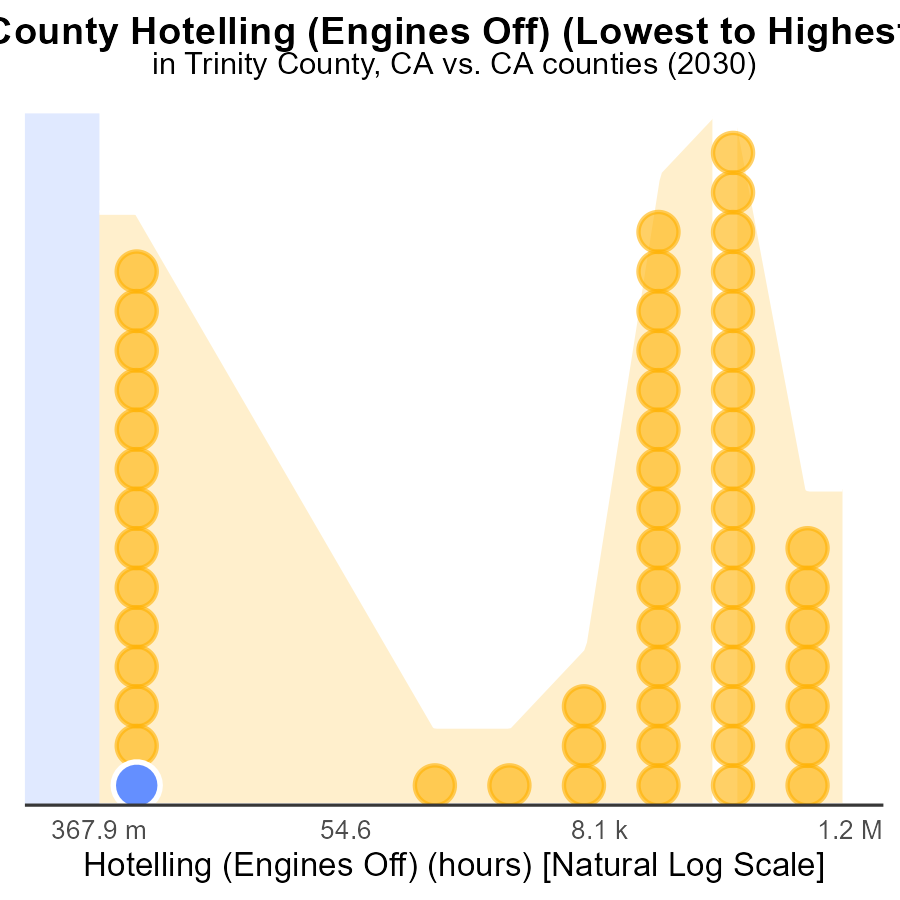 County Hotelling (Engines Off) (Lowest to Highest
in Trinity County, CA vs. CA counties (2030)
367.9 m 54.6 8.1 k 1.2 M
Hotelling (Engines Off) (hours) [Natural Log Scale]